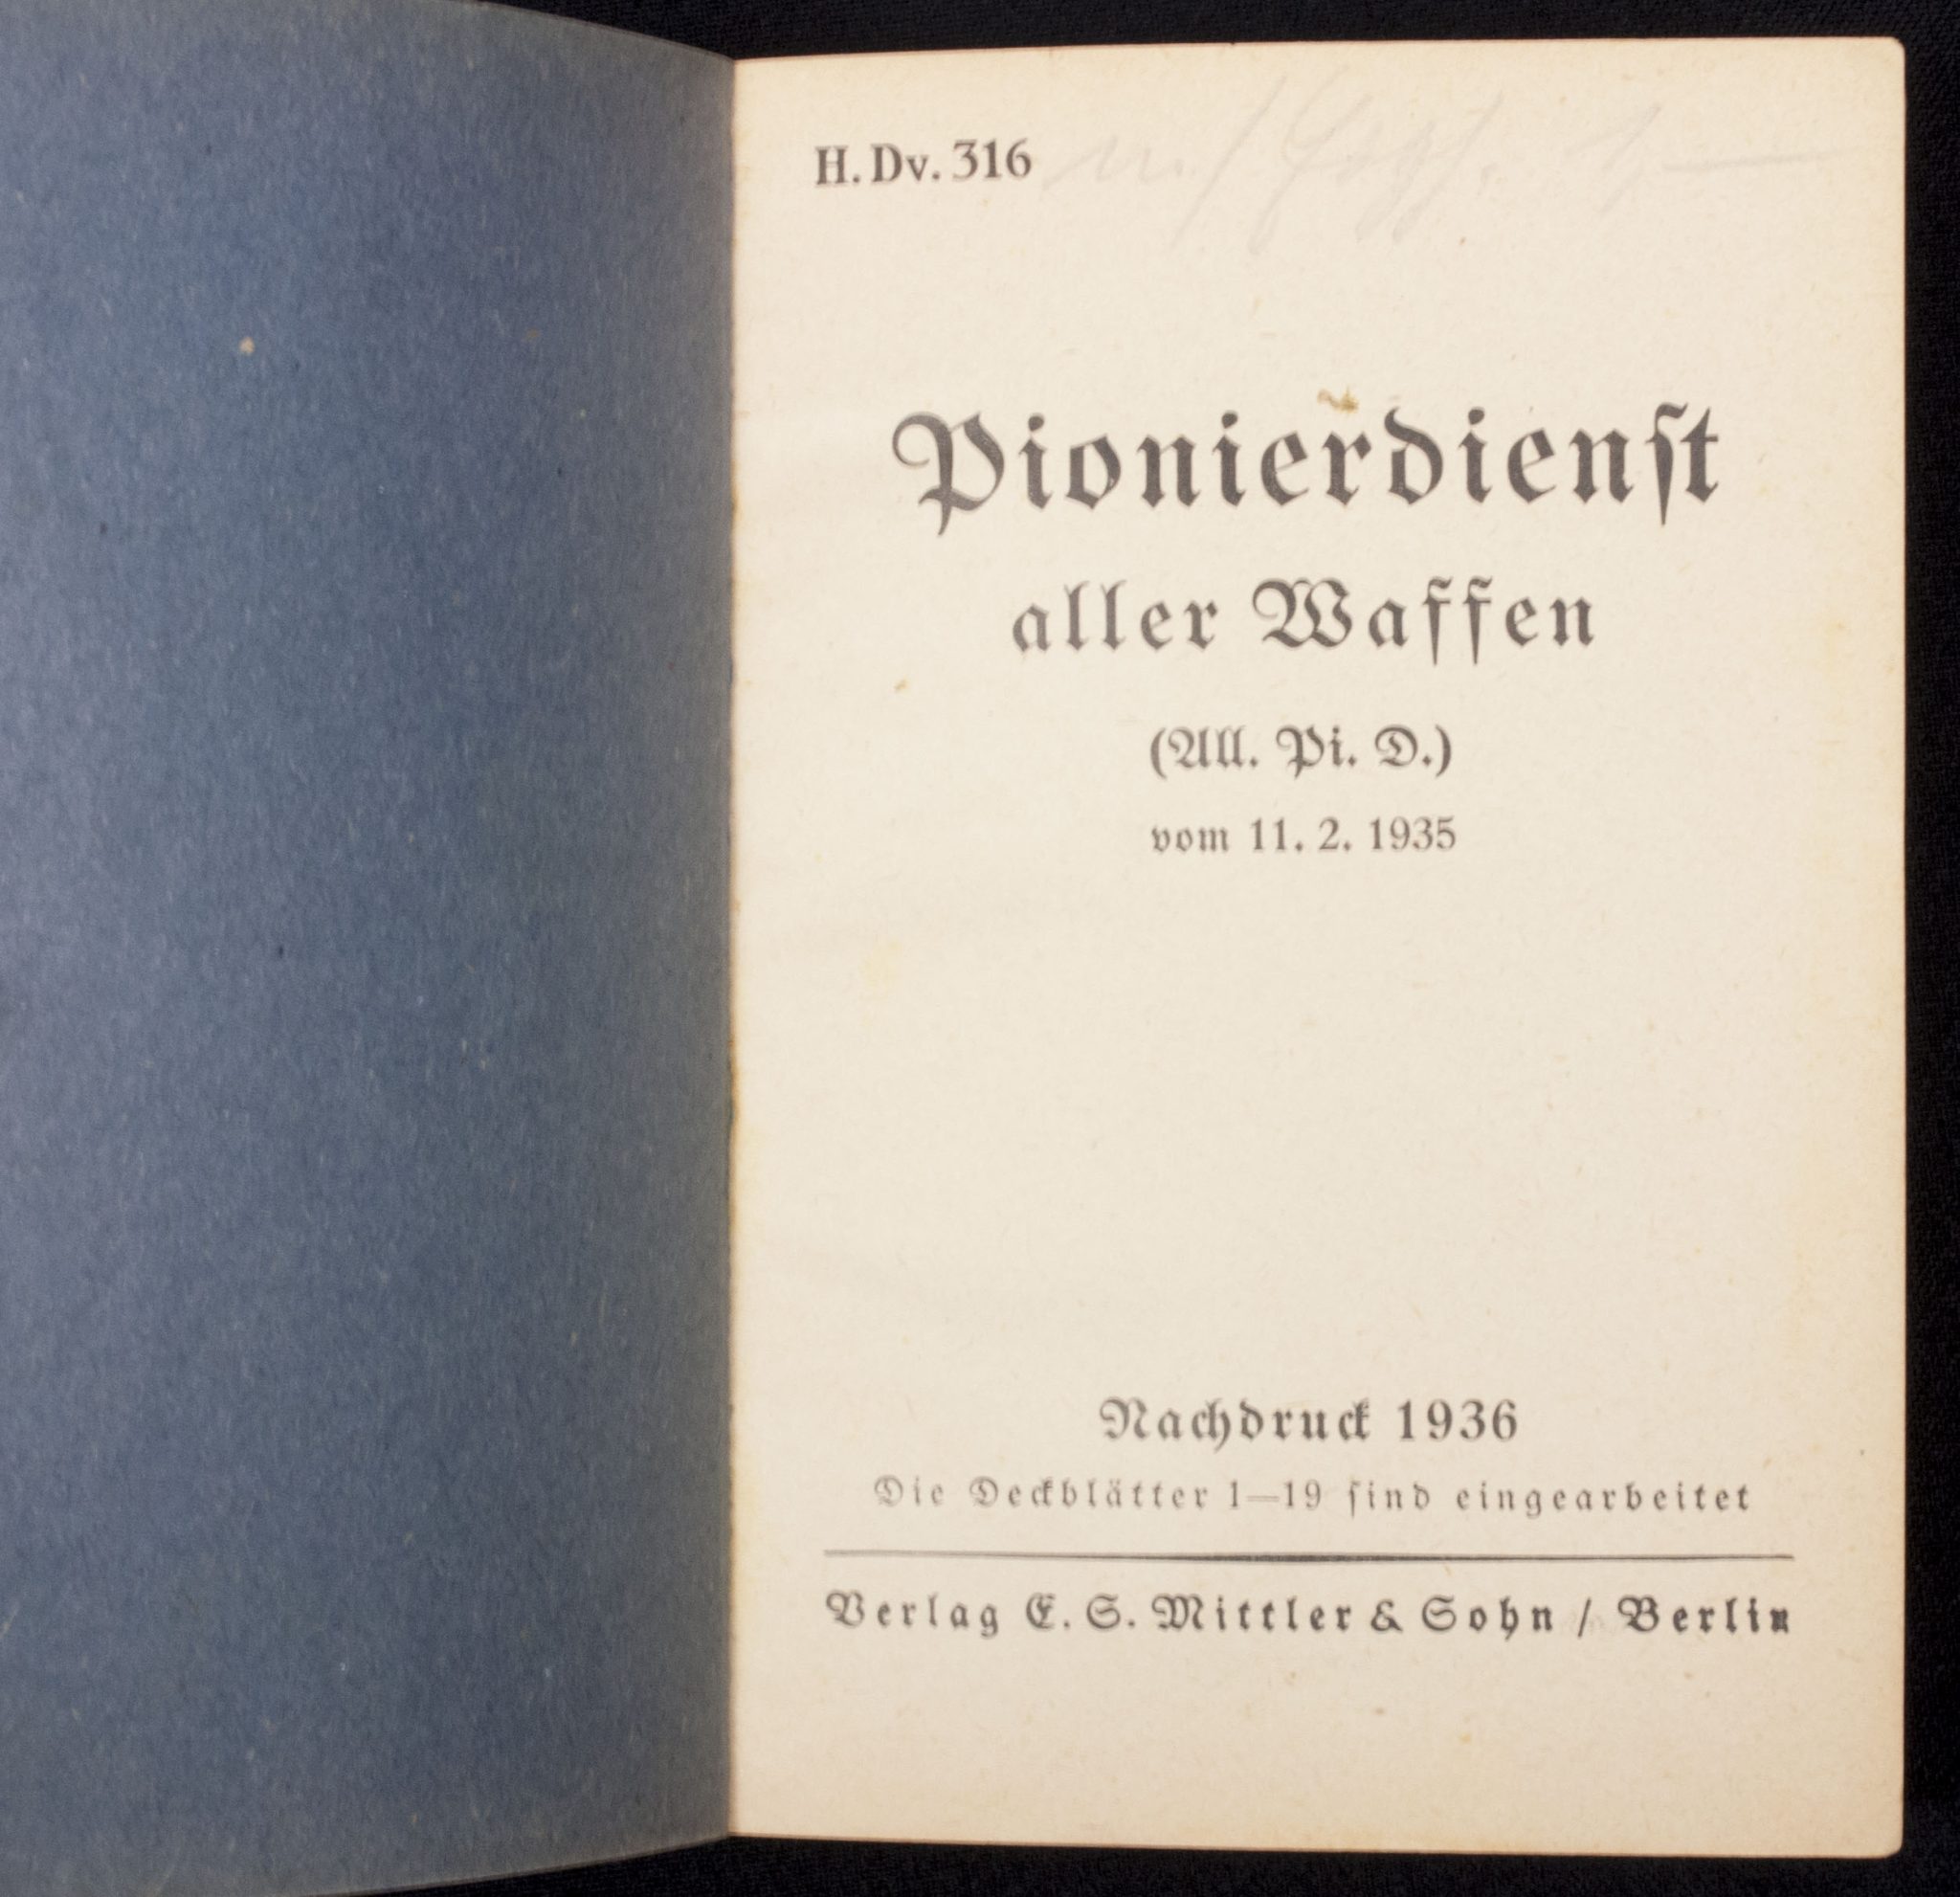 H. Dv. 316
Pionierdienſt
aller Waffen
(All. Pi. D.)
vom 11. 2. 1935
Nachdruck 1936
Die Deckblätter 1—19 ſind eingearbeitet
Verlag E. S. Mittler & Sohn / Berlin